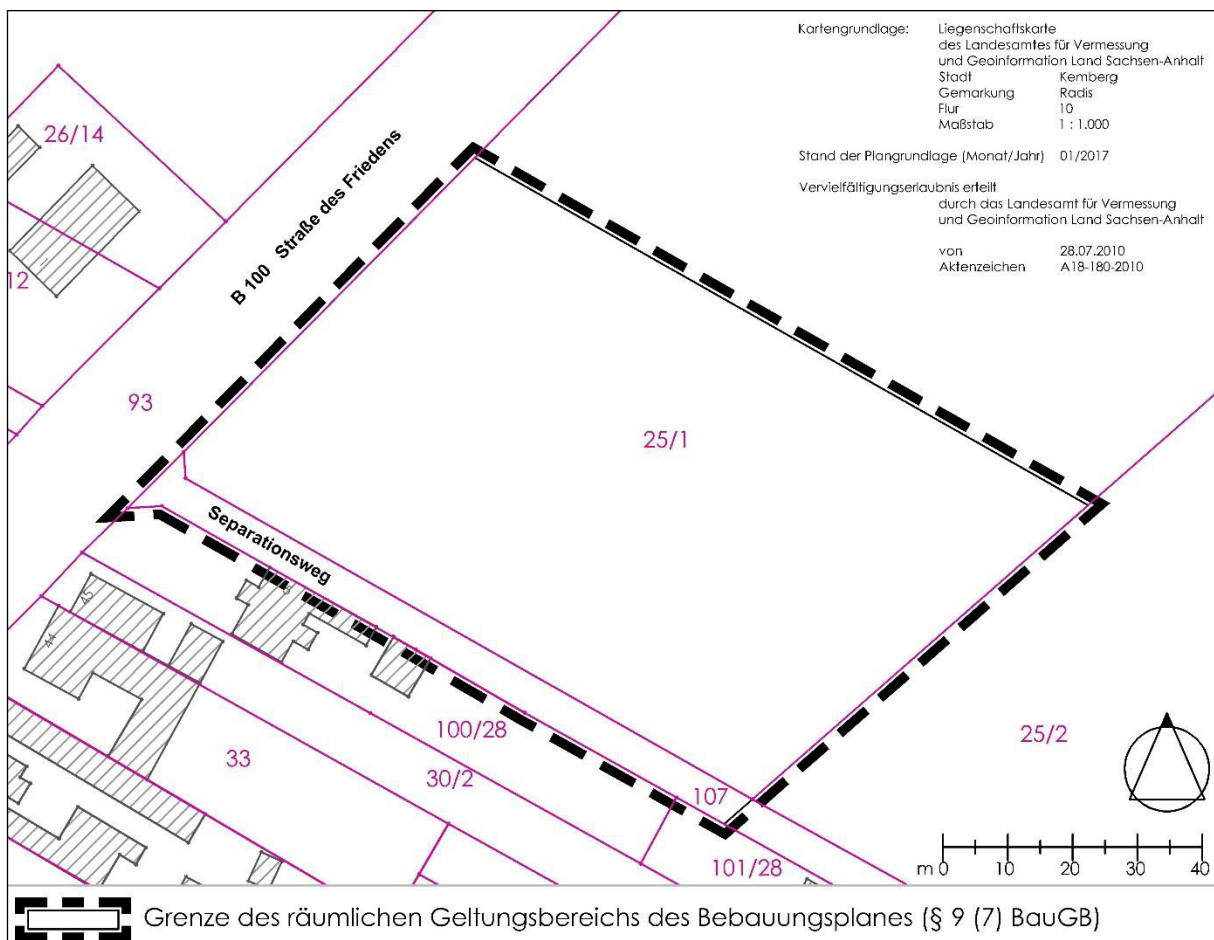 Kartengrundlage: Liegenschaftskarte
des Landesamtes für Vermessung
und Geoinformation Land Sachsen-Anhalt
Stadt Kemberg
Gemarkung Radis
Flur 10
Maßstab 1 : 1.000
Stand der Plangrundlage (Monat/Jahr) 01/2017
Vervielfältigungserlaubnis erteilt
durch das Landesamt für Vermessung
und Geoinformation Land Sachsen-Anhalt
von 28.07.2010
Aktenzeichen A18-180-2010
26/14
12
B 100 Straße des Friedens
93
25/1
Separationsweg
45
44
100/28
33
30/2
107
101/28
25/2
m 0 10 20 30 40
Grenze des räumlichen Geltungsbereichs des Bebauungsplanes (§ 9 (7) BauGB)